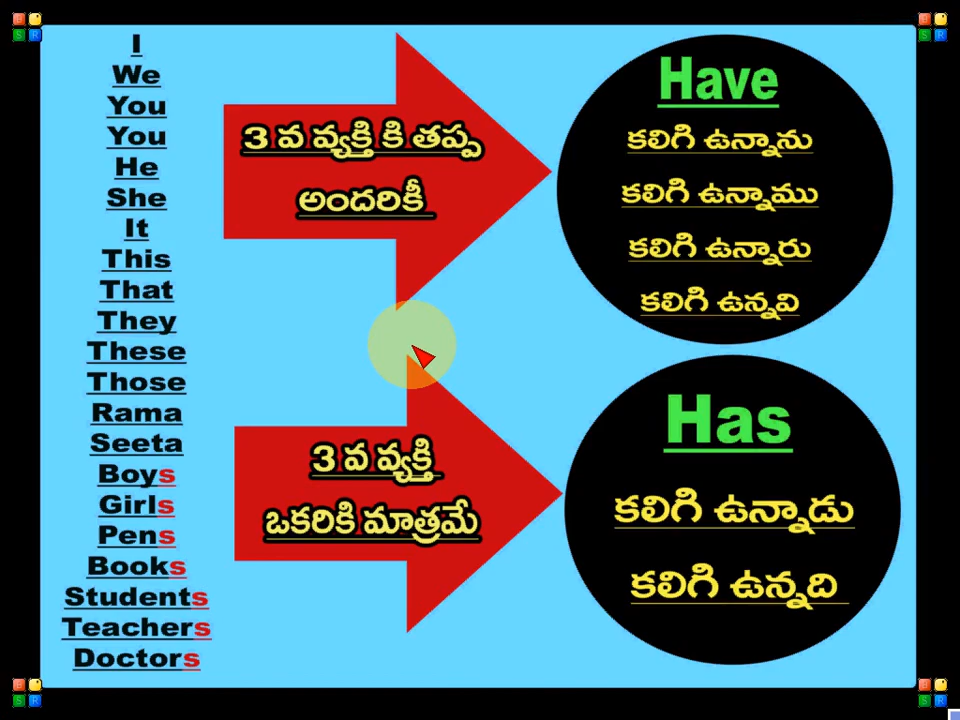 I
We
You
You
He
She
It
This
That
They
These
Those
Rama
Seeta
Boys
Girls
Pens
Books
Students
Teachers
Doctors
3 వ వ్యక్తి కి తప్ప
అందరికీ
Have
కలిగి ఉన్నాను
కలిగి ఉన్నాము
కలిగి ఉన్నారు
కలిగి ఉన్నవి
3 వ వ్యక్తి
ఒకరికి మాత్రమే
Has
కలిగి ఉన్నాడు
కలిగి ఉన్నది